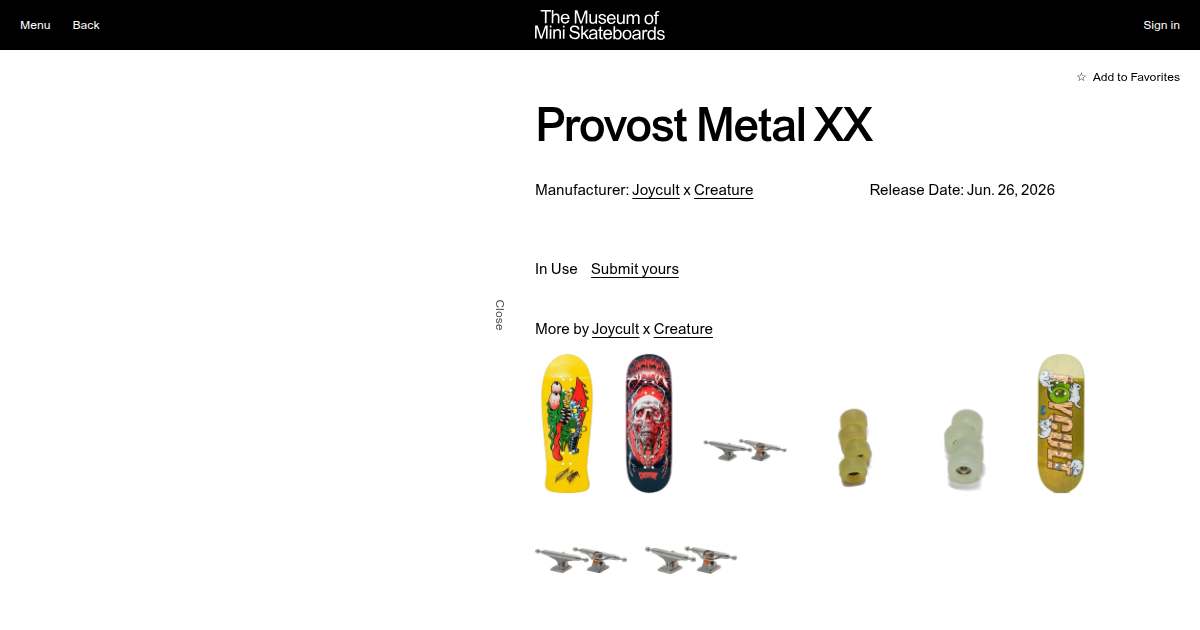 Menu
Back
The Museum of
Mini Skateboards
Sign in
☆ Add to Favorites
Provost Metal XX
Manufacturer: Joycult x Creature
Release Date: Jun. 26, 2026
In Use Submit yours
Close
More by Joycult x Creature